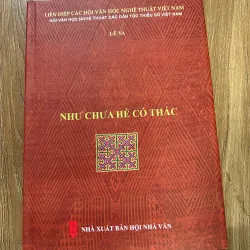 LIÊN HIỆP CÁC HỘI VĂN HỌC NGHỆ THUẬT VIỆT NAM
HỘI VĂN HỌC NGHỆ THUẬT CÁC DÂN TỘC THIỂU SỐ VIỆT NAM
LÊ VA
NHƯ CHƯA HỀ CÓ THÁC
NHÀ XUẤT BẢN HỘI NHÀ VĂN